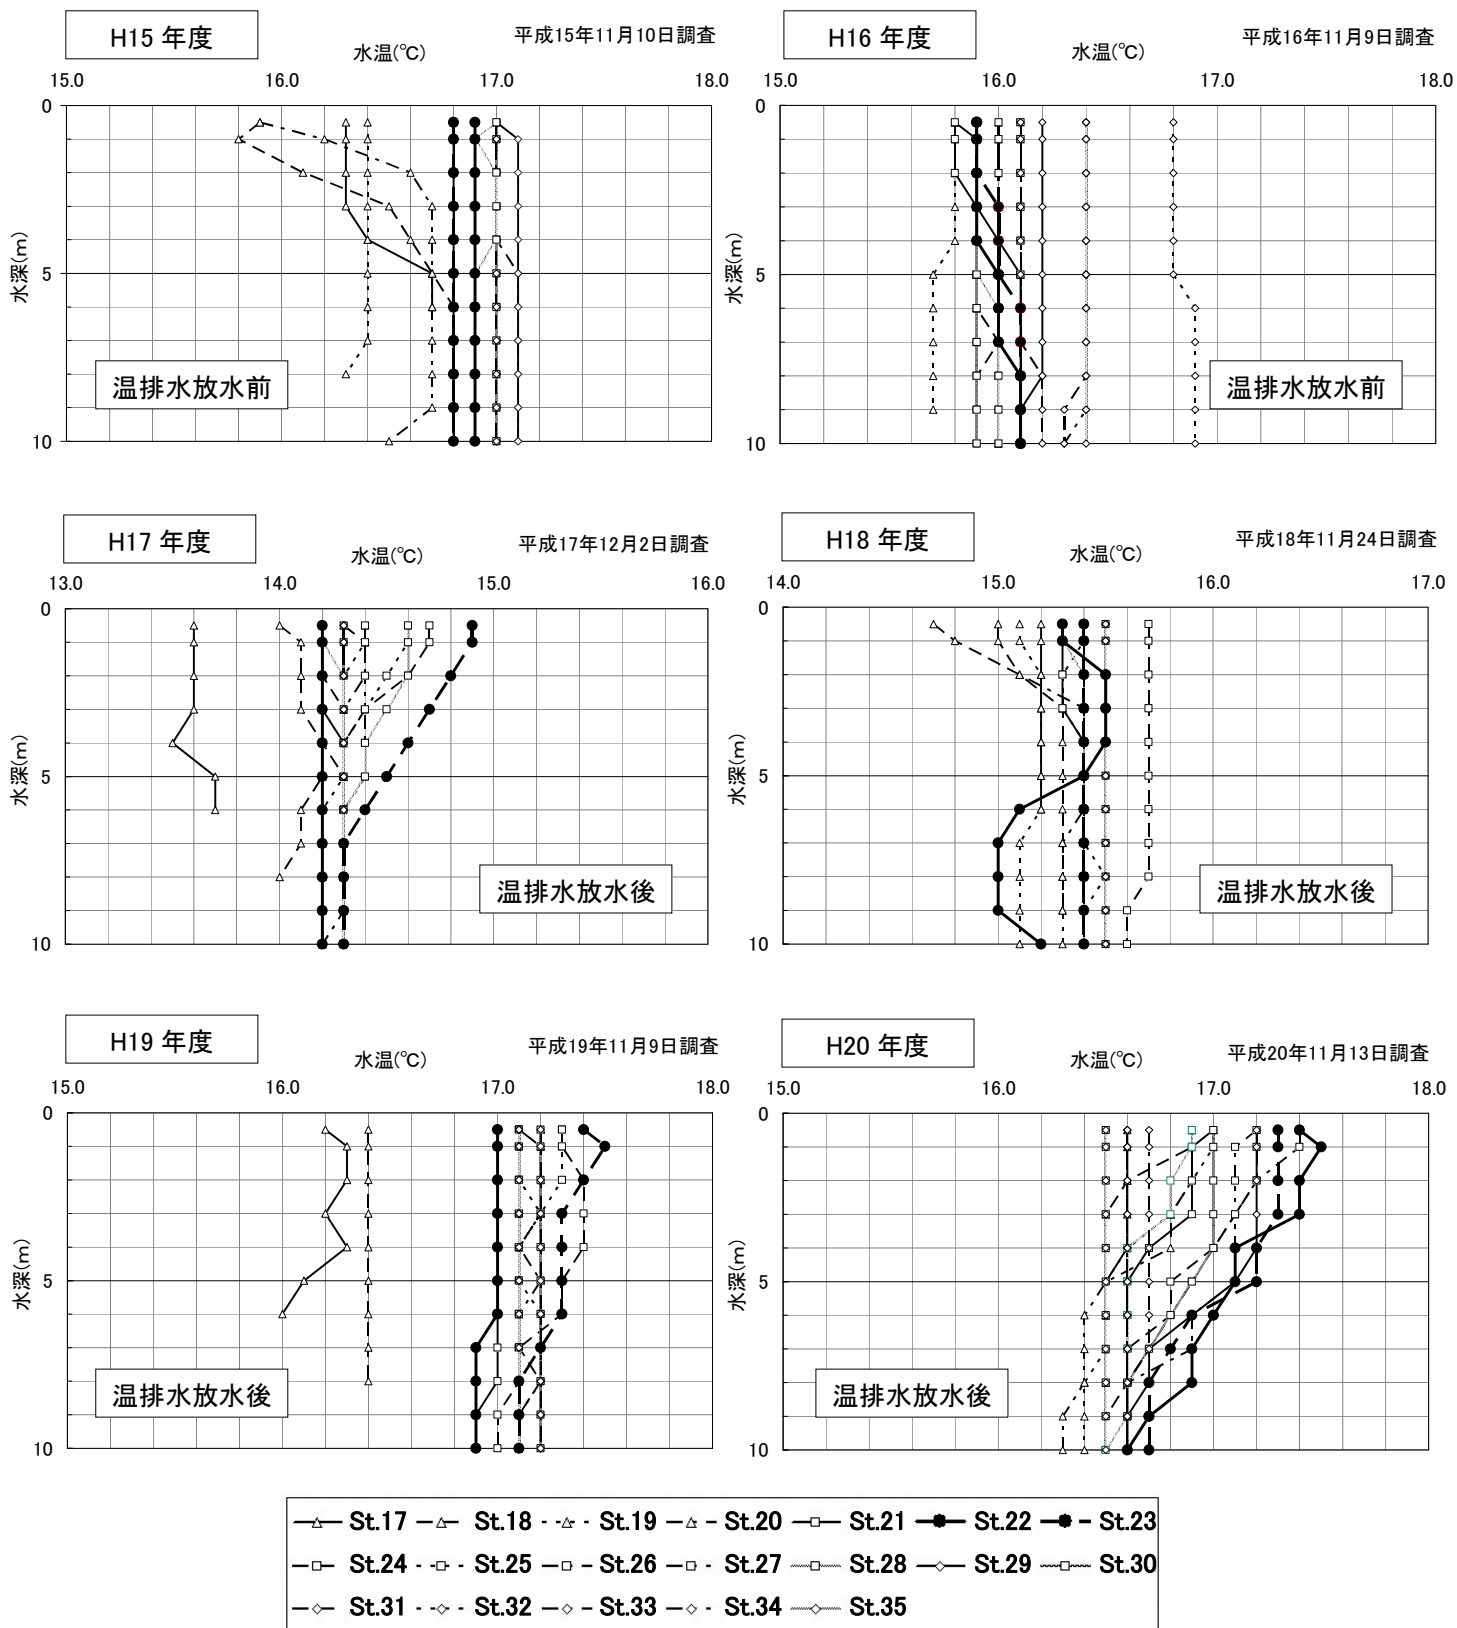 H15 年度
水温(℃)
平成15年11月10日調査
15.0 16.0 17.0 18.0
0
5
10
水深(m)
温排水放水前
H16 年度
水温(℃)
平成16年11月9日調査
15.0 16.0 17.0 18.0
0
5
10
水深(m)
温排水放水前
H17 年度
水温(℃)
平成17年12月2日調査
13.0 14.0 15.0 16.0
0
5
10
水深(m)
温排水放水後
H18 年度
水温(℃)
平成18年11月24日調査
14.0 15.0 16.0 17.0
0
5
10
水深(m)
温排水放水後
H19 年度
水温(℃)
平成19年11月9日調査
15.0 16.0 17.0 18.0
0
5
10
水深(m)
温排水放水後
H20 年度
水温(℃)
平成20年11月13日調査
15.0 16.0 17.0 18.0
0
5
10
水深(m)
温排水放水後
St.17 St.18 St.19 St.20 St.21 St.22 St.23
St.24 St.25 St.26 St.27 St.28 St.29 St.30
St.31 St.32 St.33 St.34 St.35